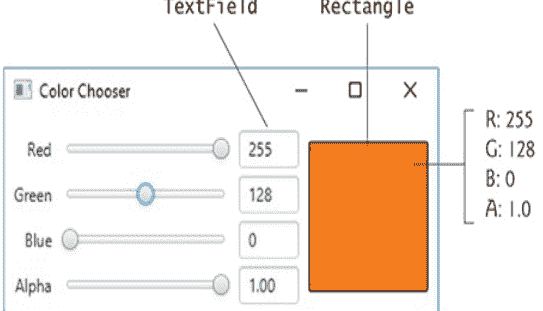 TextField Rectangle
Color Chooser
Red 255
Green 128
Blue 0
Alpha 1.00
R: 255
G: 128
B: 0
A: 1.0